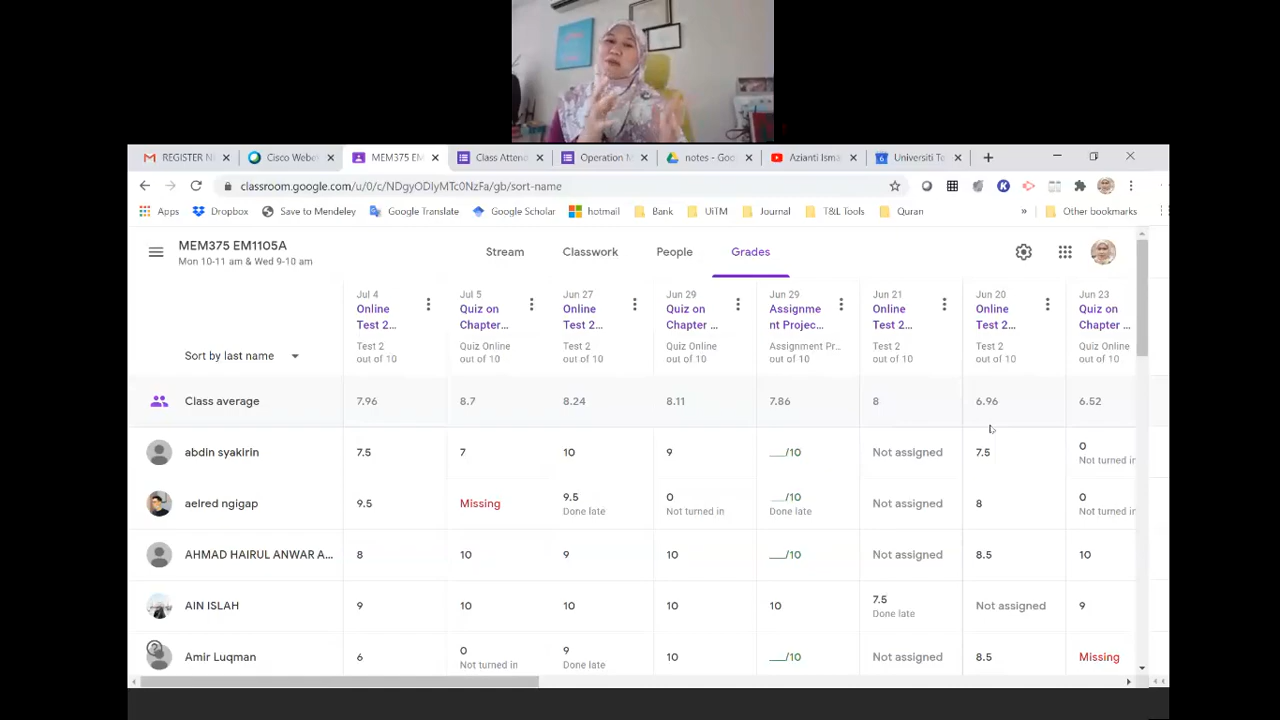 REGISTER N
Cisco Webe
MEM375 EM
Class Attend
Operation M
notes - Goo
Azianti Isma
Universiti Te
classroom.google.com/u/0/c/NDgyODIyMTc0NzFa/gb/sort-name
Apps
Dropbox
Save to Mendeley
Google Translate
Google Scholar
hotmail
Bank
UiTM
Journal
T&L Tools
Quran
»
Other bookmarks
MEM375 EM1105A
Mon 10-11 am & Wed 9-10 am
Stream
Classwork
People
Grades
Jul 4
Online
Test 2...
Test 2
out of 10
Jul 5
Quiz on
Chapter...
Quiz Online
out of 10
Jun 27
Online
Test 2...
Test 2
out of 10
Jun 29
Quiz on
Chapter ...
Quiz Online
out of 10
Jun 29
Assignme
nt Projec...
Assignment Pr...
out of 10
Jun 21
Online
Test 2...
Test 2
out of 10
Jun 20
Online
Test 2...
Test 2
out of 10
Jun 23
Quiz on
Chapter ...
Quiz Online
out of 10
Sort by last name
Class average 7.96 8.7 8.24 8.11 7.86 8 6.96 6.52
abdin syakirin 7.5 7 10 9 __/10 Not assigned 7.5 0
Not turned in
aelred ngigap 9.5 Missing 9.5 0 __/10 Not assigned 8 0
Done late Not turned in Done late Not turned in
AHMAD HAIRUL ANWAR A... 8 10 9 10 __/10 Not assigned 8.5 10
AIN ISLAH 9 10 10 10 10 7.5 Not assigned 9
Done late
Amir Luqman 6 0 9 10 __/10 Not assigned 8.5 Missing
Not turned in Done late